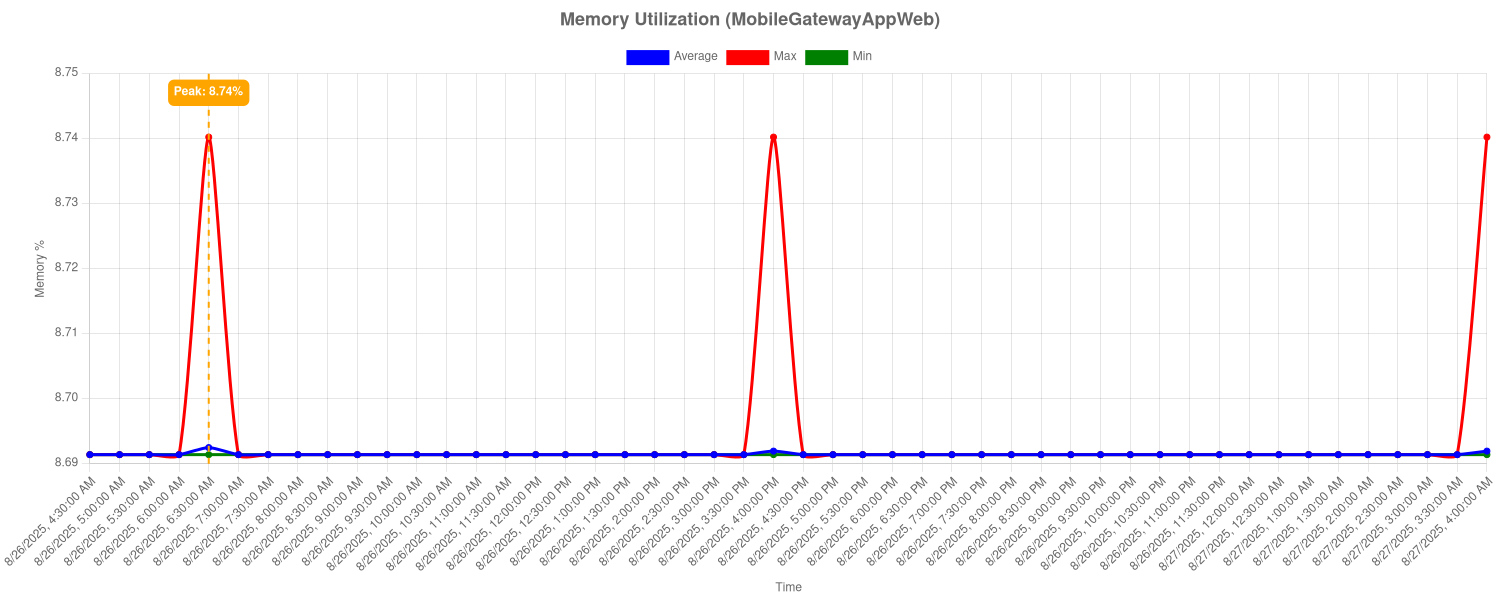 Memory Utilization (MobileGatewayAppWeb)
Average Max Min
Peak: 8.74%
8.75
8.74
8.73
8.72
8.71
8.70
8.69
Memory %
8/26/2025, 4:30:00 AM
8/26/2025, 5:00:00 AM
8/26/2025, 5:30:00 AM
8/26/2025, 6:00:00 AM
8/26/2025, 6:30:00 AM
8/26/2025, 7:00:00 AM
8/26/2025, 7:30:00 AM
8/26/2025, 8:00:00 AM
8/26/2025, 8:30:00 AM
8/26/2025, 9:00:00 AM
8/26/2025, 9:30:00 AM
8/26/2025, 10:00:00 AM
8/26/2025, 10:30:00 AM
8/26/2025, 11:00:00 AM
8/26/2025, 11:30:00 AM
8/26/2025, 12:00:00 PM
8/26/2025, 12:30:00 PM
8/26/2025, 1:00:00 PM
8/26/2025, 1:30:00 PM
8/26/2025, 2:00:00 PM
8/26/2025, 2:30:00 PM
8/26/2025, 3:00:00 PM
8/26/2025, 3:30:00 PM
8/26/2025, 4:00:00 PM
8/26/2025, 4:30:00 PM
8/26/2025, 5:00:00 PM
8/26/2025, 5:30:00 PM
8/26/2025, 6:00:00 PM
8/26/2025, 6:30:00 PM
8/26/2025, 7:00:00 PM
8/26/2025, 7:30:00 PM
8/26/2025, 8:00:00 PM
8/26/2025, 8:30:00 PM
8/26/2025, 9:00:00 PM
8/26/2025, 9:30:00 PM
8/26/2025, 10:00:00 PM
8/26/2025, 10:30:00 PM
8/26/2025, 11:00:00 PM
8/26/2025, 11:30:00 PM
8/27/2025, 12:00:00 AM
8/27/2025, 12:30:00 AM
8/27/2025, 1:00:00 AM
8/27/2025, 1:30:00 AM
8/27/2025, 2:00:00 AM
8/27/2025, 2:30:00 AM
8/27/2025, 3:00:00 AM
8/27/2025, 3:30:00 AM
8/27/2025, 4:00:00 AM
Time